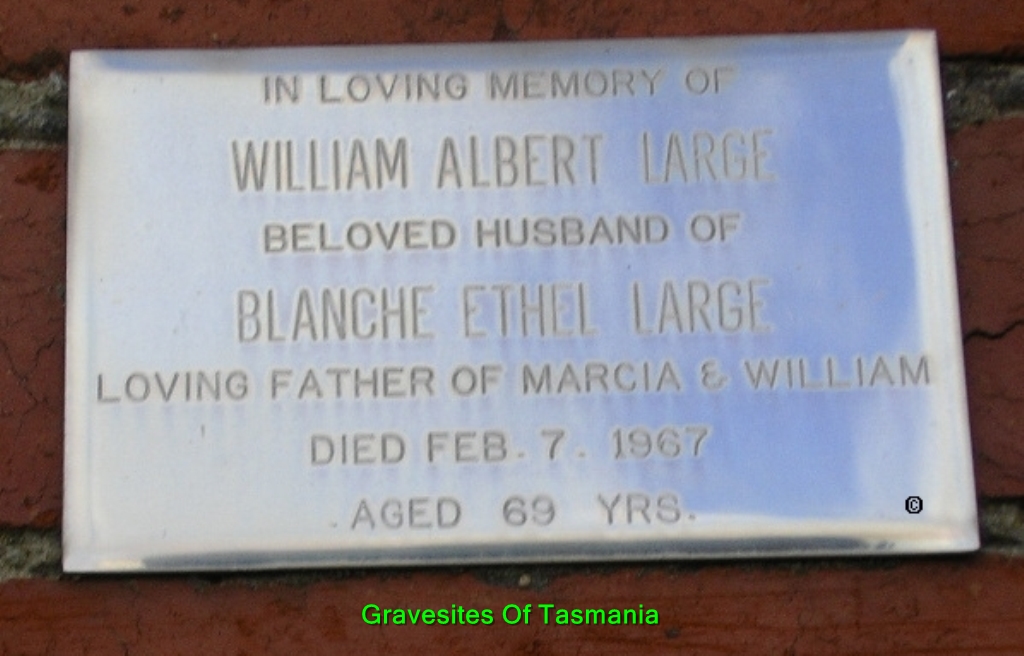 IN LOVING MEMORY OF
WILLIAM ALBERT LARGE
BELOVED HUSBAND OF
BLANCHE ETHEL LARGE
LOVING FATHER OF MARCIA & WILLIAM
DIED FEB. 7. 1967
AGED 69 YRS.
©
Gravesites Of Tasmania